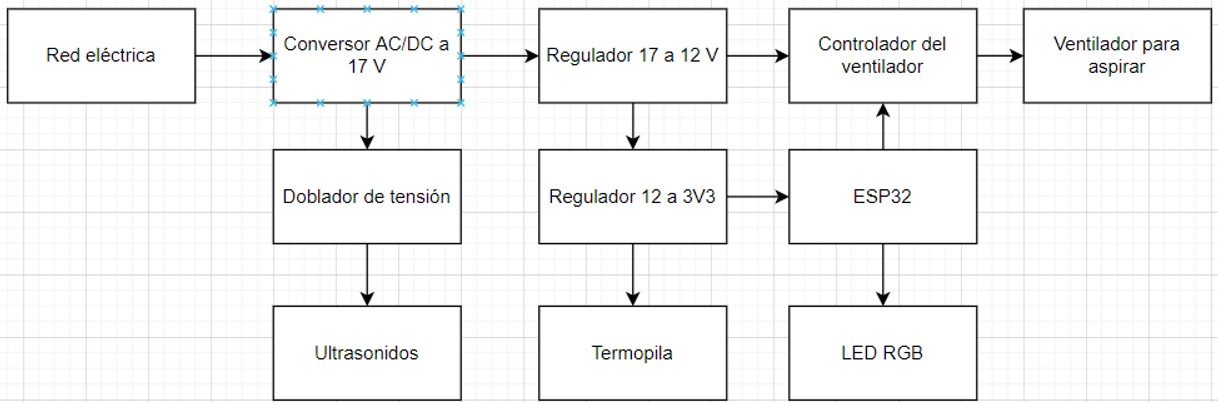 Red eléctrica
Conversor AC/DC a
17 V
Regulador 17 a 12 V
Controlador del
ventilador
Ventilador para
aspirar
Doblador de tensión
Regulador 12 a 3V3
ESP32
Ultrasonidos
Termopila
LED RGB